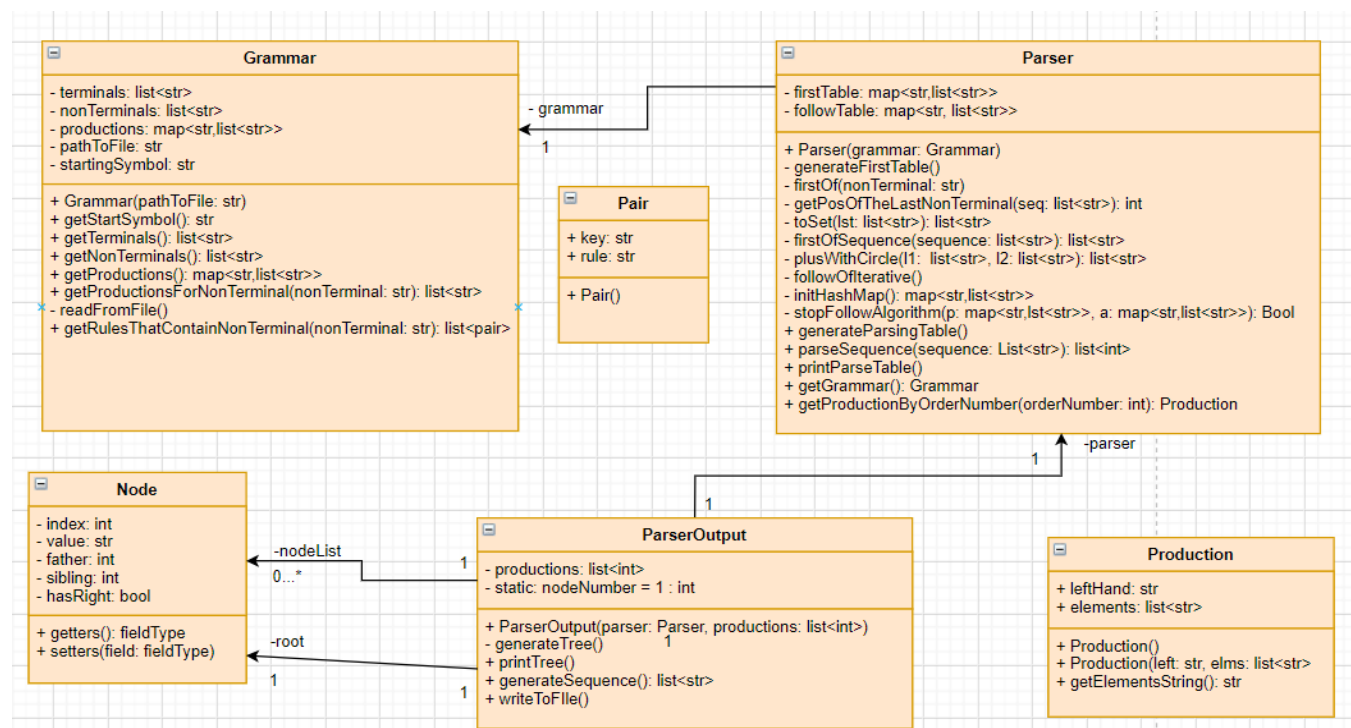 Grammar
- terminals: list<str>
- nonTerminals: list<str>
- productions: map<str,list<str>>
- pathToFile: str
- startingSymbol: str
+ Grammar(pathToFile: str)
+ getStartSymbol(): str
+ getTerminals(): list<str>
+ getNonTerminals(): list<str>
+ getProductions(): map<str,list<str>>
+ getProductionsForNonTerminal(nonTerminal: str): list<str>
- readFromFile()
+ getRulesThatContainNonTerminal(nonTerminal: str): list<pair>
- grammar
1
Pair
+ key: str
+ rule: str
+ Pair()
Parser
- firstTable: map<str,list<str>>
- followTable: map<str, list<str>>
+ Parser(grammar: Grammar)
- generateFirstTable()
- firstOf(nonTerminal: str)
- getPosOfTheLastNonTerminal(seq: list<str>): int
- toSet(lst: list<str>): list<str>
- firstOfSequence(sequence: list<str>): list<str>
- plusWithCircle(l1:  list<str>, l2: list<str>): list<str>
- followOfIterative()
- initHashMap(): map<str,list<str>>
- stopFollowAlgorithm(p: map<str,lst<str>>, a: map<str,list<str>>): Bool
+ generateParsingTable()
+ parseSequence(sequence: List<str>): list<int>
+ printParseTable()
+ getGrammar(): Grammar
+ getProductionByOrderNumber(orderNumber: int): Production
-parser
1
1
Node
- index: int
- value: str
- father: int
- sibling: int
- hasRight: bool
+ getters(): fieldType
+ setters(field: fieldType)
-nodeList
1
0...*
-root
1
1
ParserOutput
- productions: list<int>
- static: nodeNumber = 1 : int
+ ParserOutput(parser: Parser, productions: list<int>)
- generateTree()
1
+ printTree()
+ generateSequence(): list<str>
+ writeToFIle()
Production
+ leftHand: str
+ elements: list<str>
+ Production()
+ Production(left: str, elms: list<str>
+ getElementsString(): str